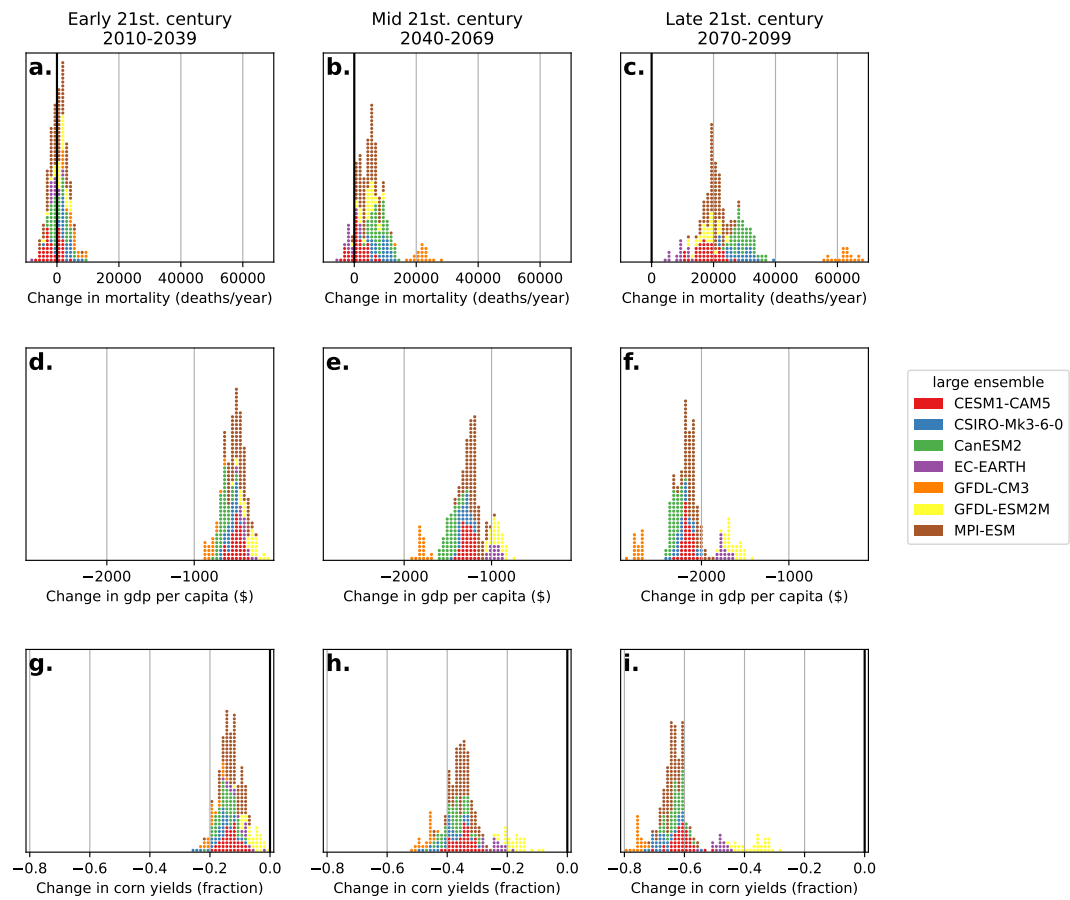 Early 21st. century
2010-2039
Mid 21st. century
2040-2069
Late 21st. century
2070-2099
a.
b.
c.
0 20000 40000 60000
0 20000 40000 60000
0 20000 40000 60000
Change in mortality (deaths/year)
Change in mortality (deaths/year)
Change in mortality (deaths/year)
d.
e.
f.
−2000 −1000
−2000 −1000
−2000 −1000
Change in gdp per capita ($)
Change in gdp per capita ($)
Change in gdp per capita ($)
large ensemble
CESM1-CAM5
CSIRO-Mk3-6-0
CanESM2
EC-EARTH
GFDL-CM3
GFDL-ESM2M
MPI-ESM
g.
h.
i.
−0.8 −0.6 −0.4 −0.2 0.0
−0.8 −0.6 −0.4 −0.2 0.0
−0.8 −0.6 −0.4 −0.2 0.0
Change in corn yields (fraction)
Change in corn yields (fraction)
Change in corn yields (fraction)